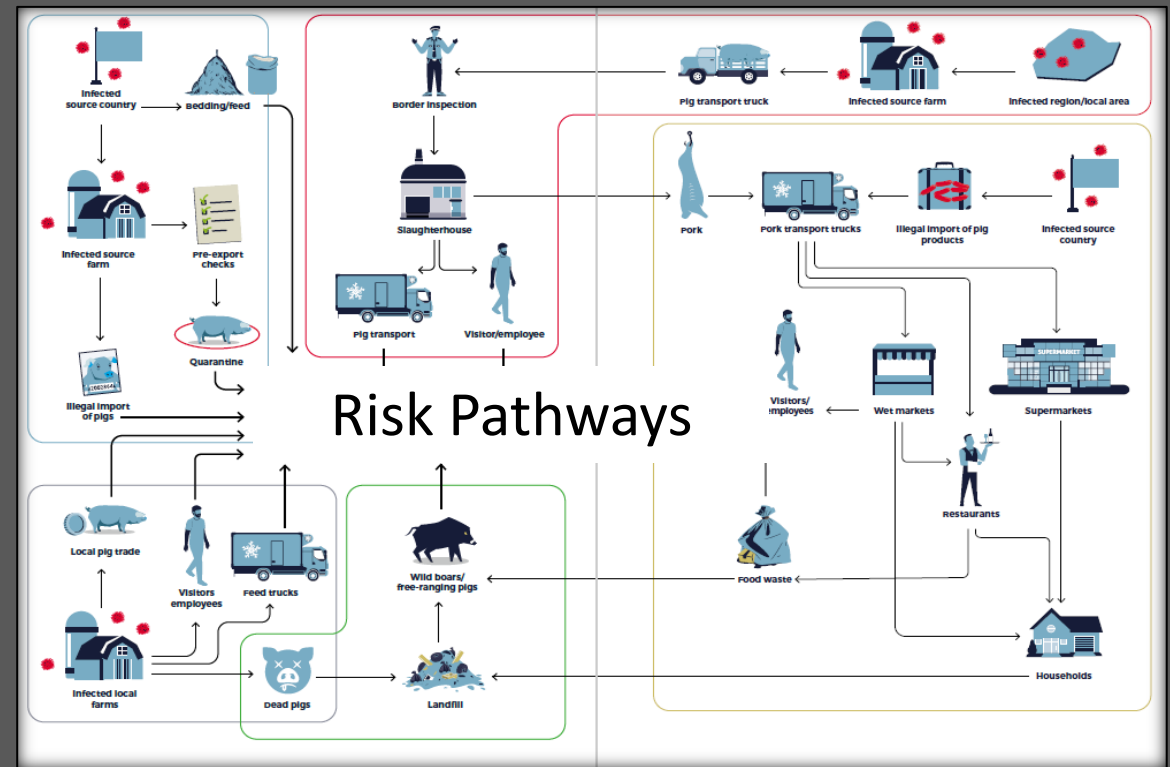 Infected
source country
Bedding/feed
Border inspection
Pig transport truck
Infected source farm
Infected region/local area
Infected source
farm
Pre-export
checks
Slaughterhouse
Pork
Pork transport trucks
Illegal import of pig
products
Infected source
country
Pig transport
Visitor/employee
Quarantine
SUPERMARKET
Illegal import
of pigs
Risk Pathways
Visitors/
employees
Wet markets
Supermarkets
Restaurants
Local pig trade
Visitors
employees
Feed trucks
Wild boars/
free-ranging pigs
Food waste
Infected local
farms
Dead pigs
Landfill
Households